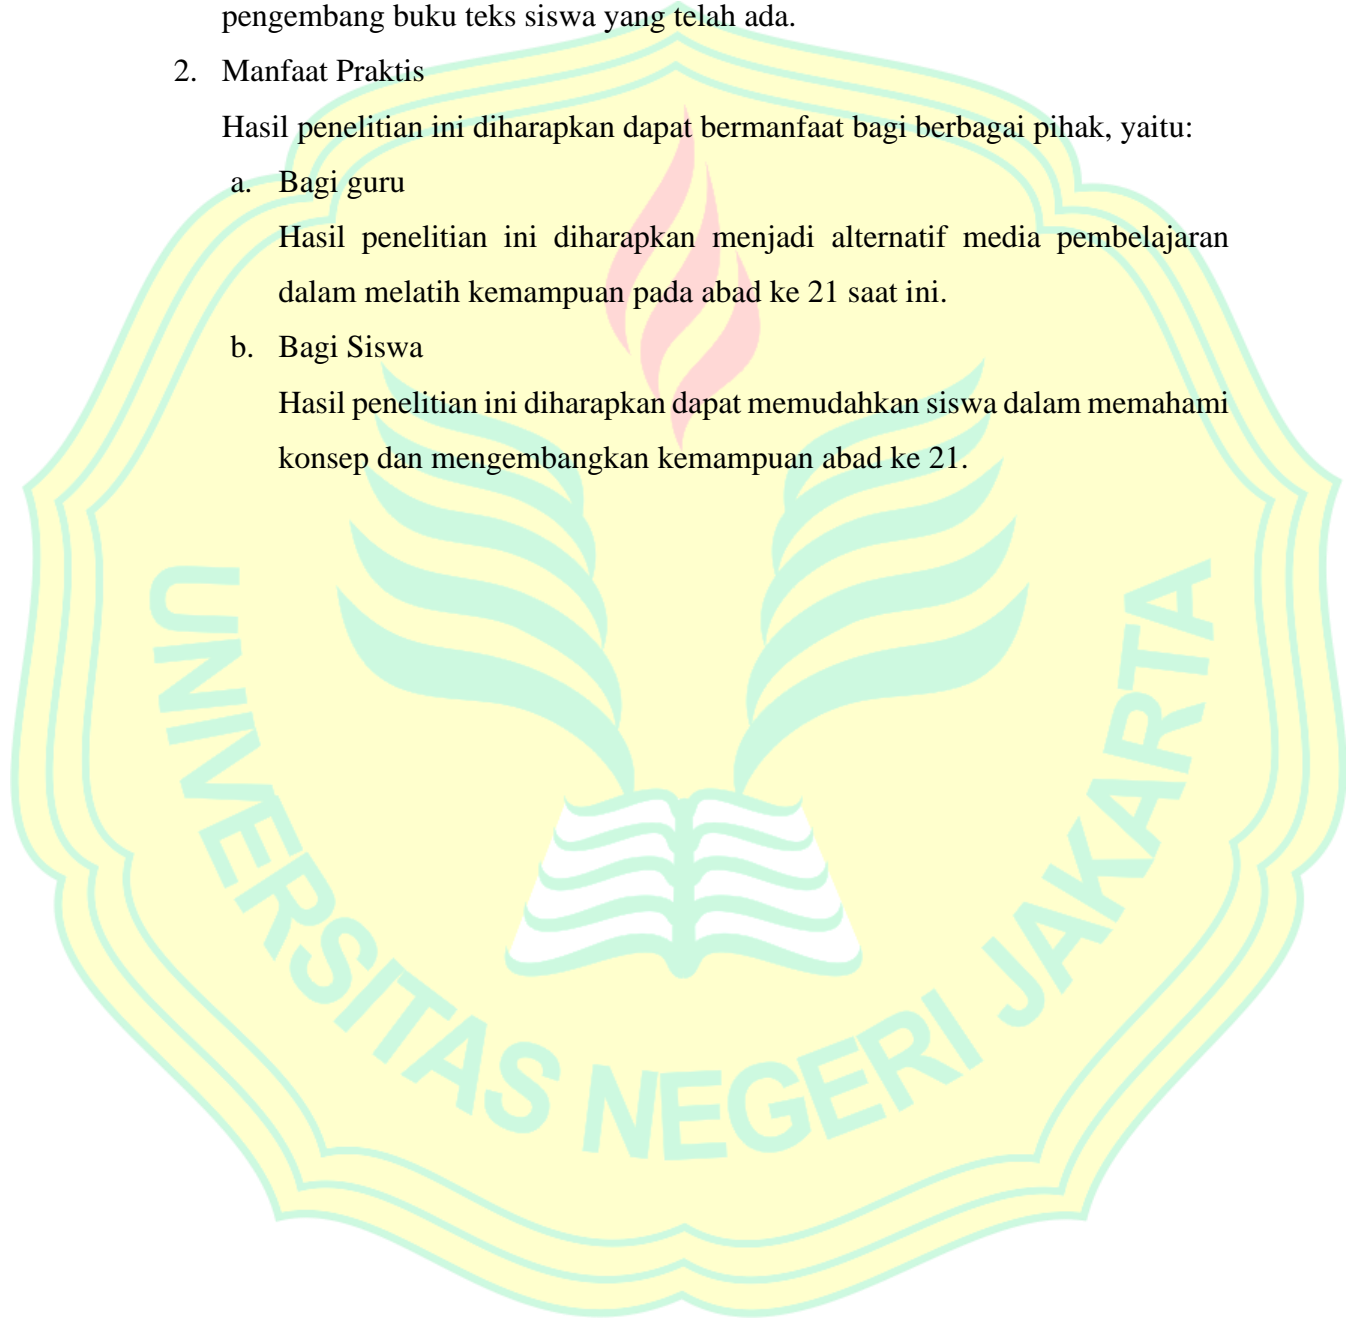 pengembang buku teks siswa yang telah ada.
2. Manfaat Praktis
Hasil penelitian ini diharapkan dapat bermanfaat bagi berbagai pihak, yaitu:
a. Bagi guru
Hasil penelitian ini diharapkan menjadi alternatif media pembelajaran
dalam melatih kemampuan pada abad ke 21 saat ini.
b. Bagi Siswa
Hasil penelitian ini diharapkan dapat memudahkan siswa dalam memahami
konsep dan mengembangkan kemampuan abad ke 21.
UNIVERSITAS NEGERI JAKARTA